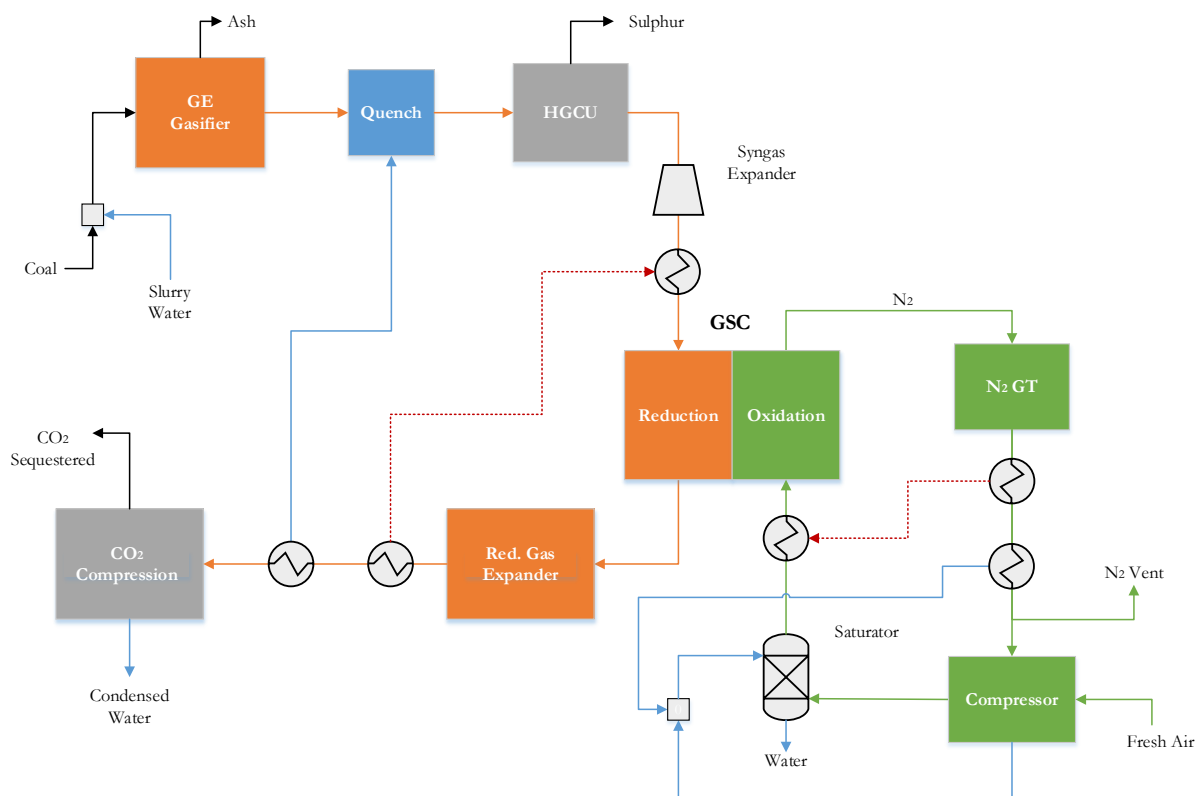 Ash
Sulphur
GE
Gasifier
Quench
HGCU
Syngas
Expander
Coal
Slurry
Water
N2
GSC
N2 GT
Reduction
Oxidation
CO2
Sequestered
CO2
Compression
Red. Gas
Expander
N2 Vent
Saturator
Condensed
Water
0
Compressor
Fresh Air
Water